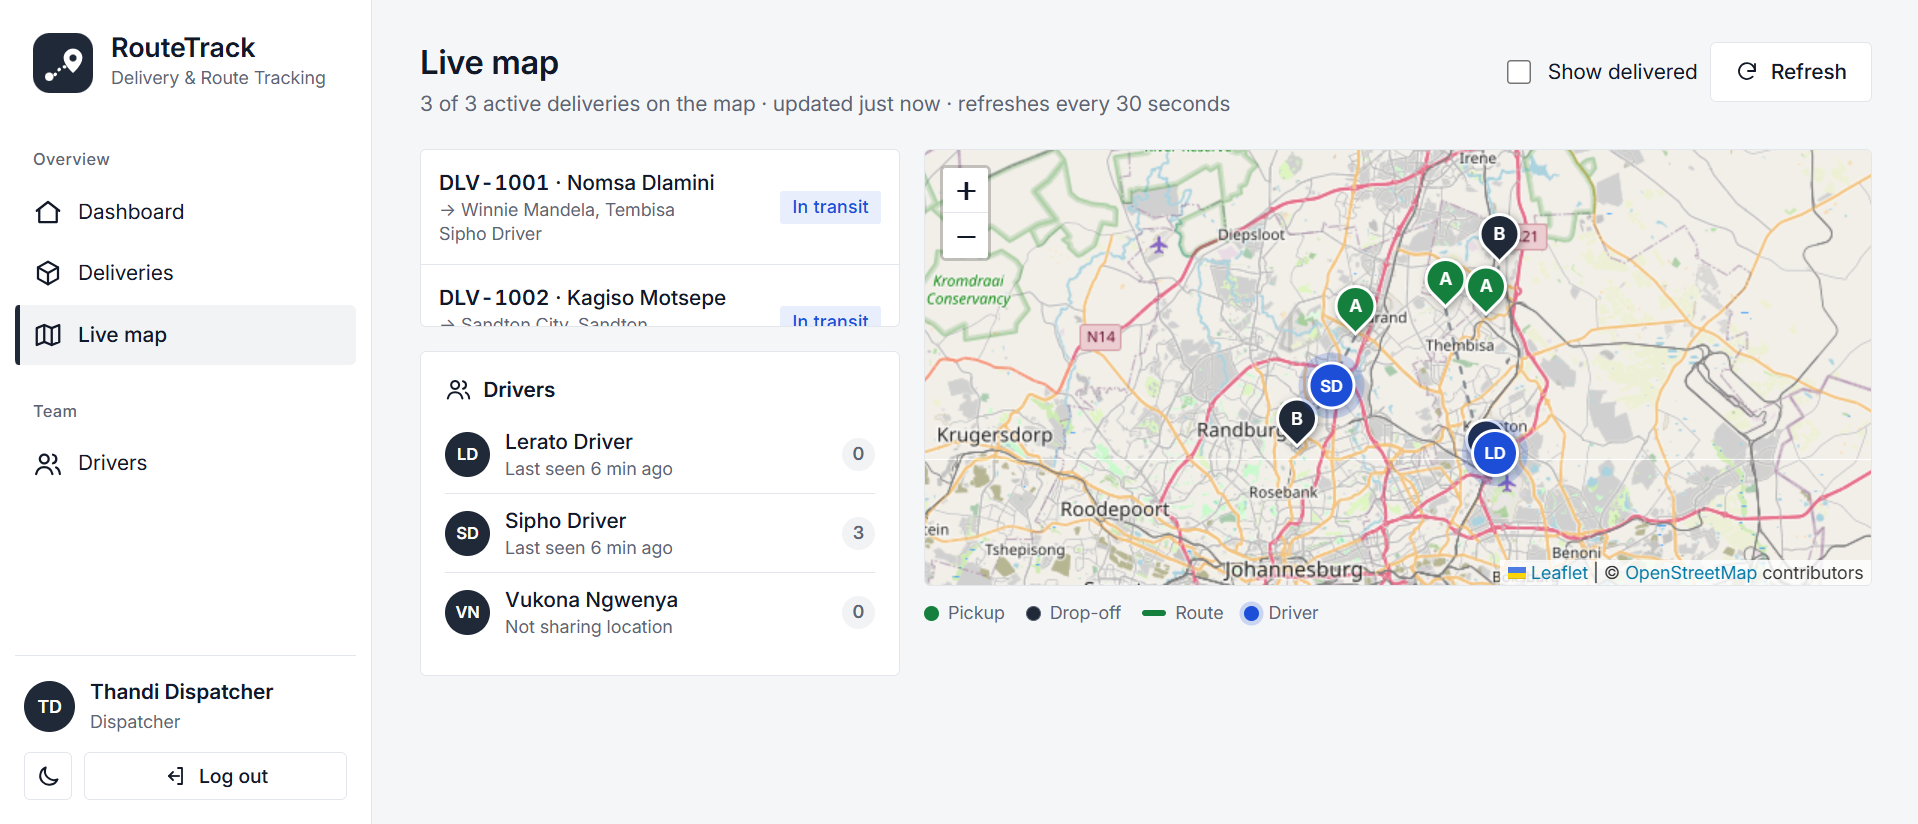 RouteTrack
Delivery & Route Tracking
Overview
Dashboard
Deliveries
Live map
Team
Drivers
TD
Thandi Dispatcher
Dispatcher
Log out
Live map
3 of 3 active deliveries on the map · updated just now · refreshes every 30 seconds
Show delivered
Refresh
DLV-1001 · Nomsa Dlamini
→ Winnie Mandela, Tembisa
Sipho Driver
In transit
DLV-1002 · Kagiso Motsepe
→ Sandton City, Sandton
In transit
Drivers
LD
Lerato Driver
Last seen 6 min ago
0
SD
Sipho Driver
Last seen 6 min ago
3
VN
Vukona Ngwenya
Not sharing location
0
+
−
Irene
Diepsloot
B
21
Kromdraai
Conservancy
A
A
A
rand
N14
Thembisa
SD
B
Krugersdorp
Randburg
LD
Rosebank
Roodepoort
Tshepisong
Johannesburg
Benoni
Leaflet | © OpenStreetMap contributors
Pickup
Drop-off
Route
Driver